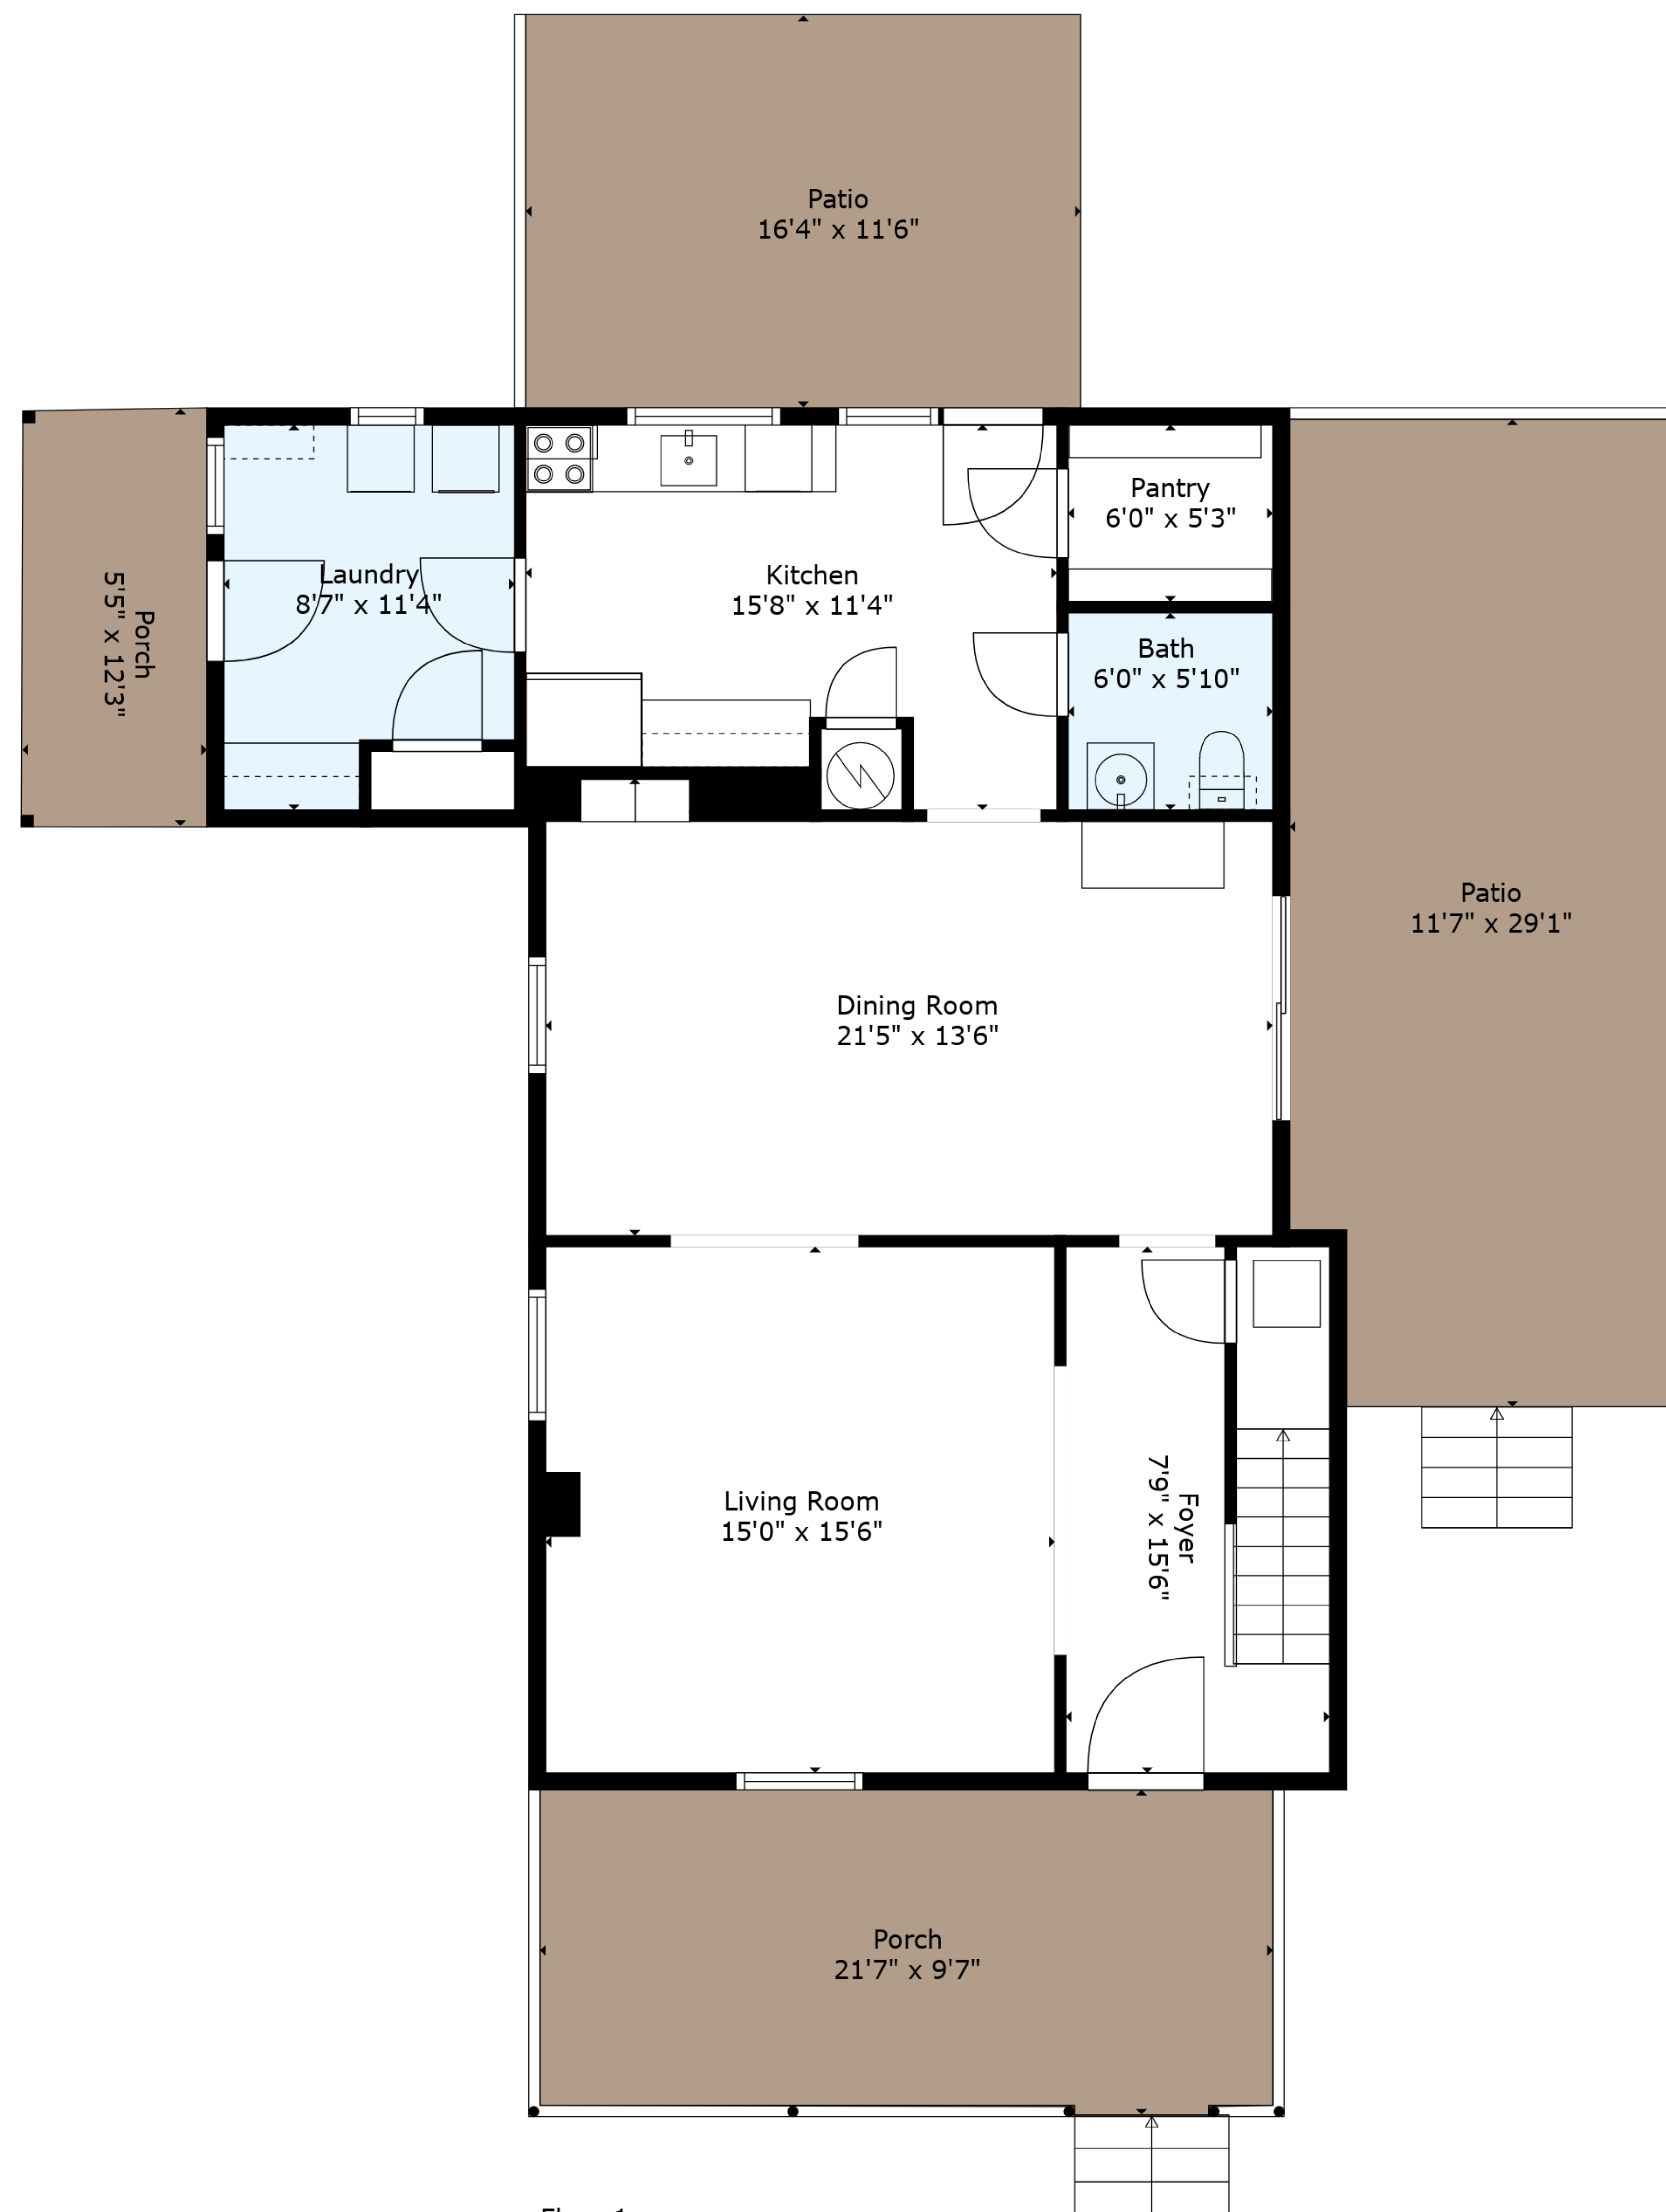 Patio
16'4" x 11'6"
Pantry
6'0" x 5'3"
Laundry
8'7" x 11'4"
Kitchen
15'8" x 11'4"
Porch
5'5" x 12'3"
Bath
6'0" x 5'10"
Patio
11'7" x 29'1"
Dining Room
21'5" x 13'6"
Living Room
15'0" x 15'6"
Foyer
7'9" x 15'6"
Porch
21'7" x 9'7"